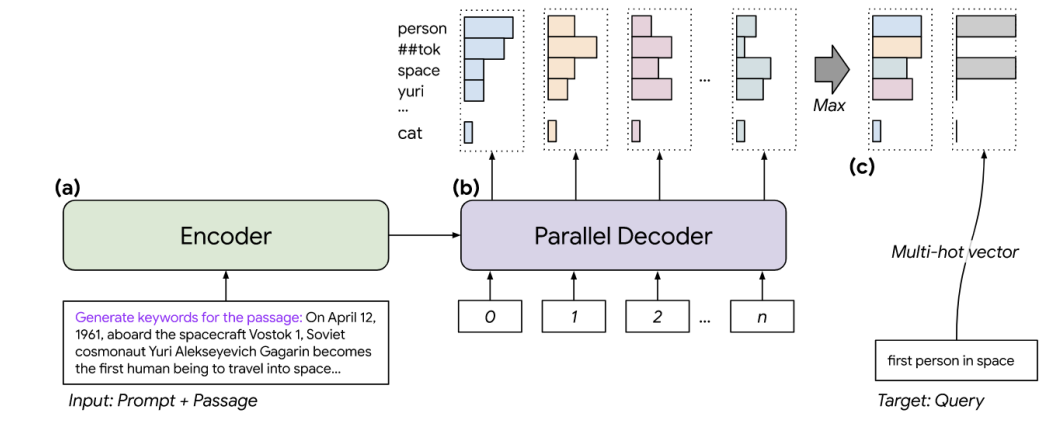 person
##tok
space
yuri
...
cat
...
Max
(a)
(b)
(c)
Encoder
Parallel Decoder
Multi-hot vector
0
1
2
...
n
Generate keywords for the passage: On April 12,
1961, aboard the spacecraft Vostok 1, Soviet
cosmonaut Yuri Alekseyevich Gagarin becomes
the first human being to travel into space...
first person in space
Input: Prompt + Passage
Target: Query